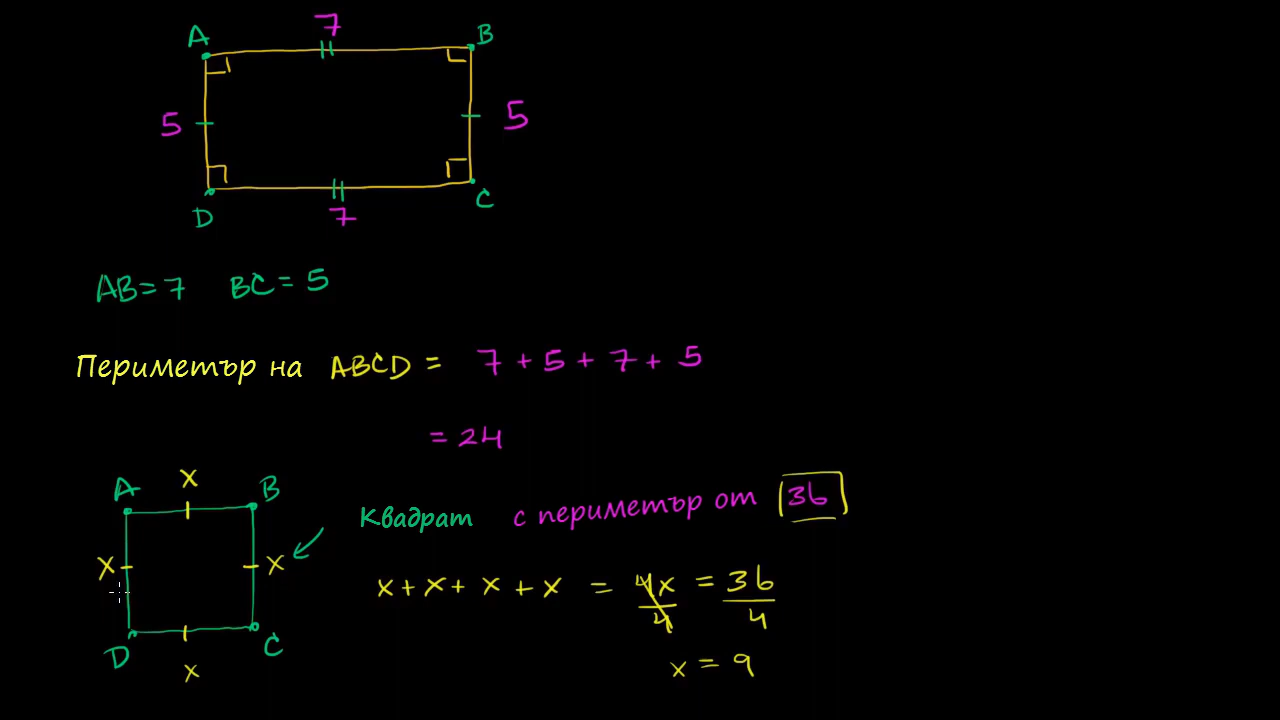 7
A B
5 5
D C
7
AB = 7 BC = 5
Периметър на ABCD = 7 + 5 + 7 + 5
= 24
x
A B
Квадрат с периметър от 36
x x
x + x + x + x = 4x/4 = 36/4
D C
x
x = 9